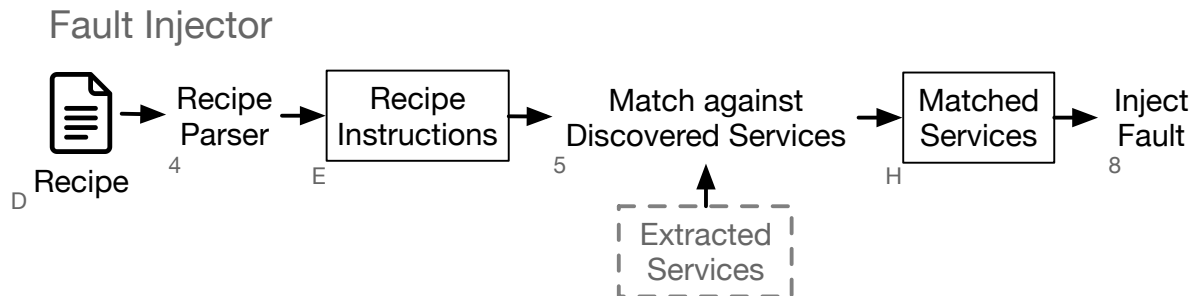 Fault Injector
Recipe
Parser
Recipe
Instructions
Match against
Discovered Services
Matched
Services
Inject
Fault
D
Recipe
4
E
5
H
8
Extracted
Services